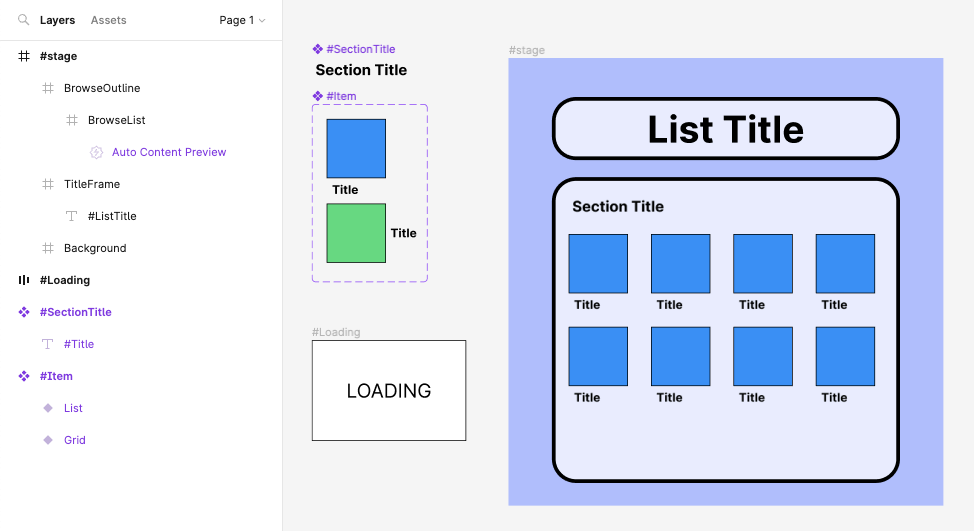 Layers Assets Page 1
#stage
BrowseOutline
BrowseList
Auto Content Preview
TitleFrame
#ListTitle
Background
#Loading
#SectionTitle
#Title
#Item
List
Grid
#SectionTitle
Section Title
#Item
Title
Title
#Loading
LOADING
#stage
List Title
Section Title
Title Title Title Title
Title Title Title Title